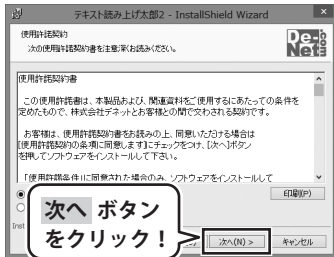 テキスト読み上げ太郎2 - InstallShield Wizard
使用許諾契約
次の使用許諾契約書を注意深くお読みください。
De-
Net
使用許諾契約書
この使用許諾書は、本製品および、関連資料をご使用するにあたっての条件を
定めたもので、株式会社デネットとお客様との間で交わされる契約です。
お客様は、使用許諾契約書をお読みの上、同意いただける場合は
[使用許諾契約の条項に同意します]にチェックをつけ、[次へ]ボタン
を押してソフトウェアをインストールして下さい。
「使用許諾条件」に同意された場合のみ、ソフトウェアをインストールして
印刷(P)
次へ ボタン
をクリック！
Inst
次へ(N) >
キャンセル